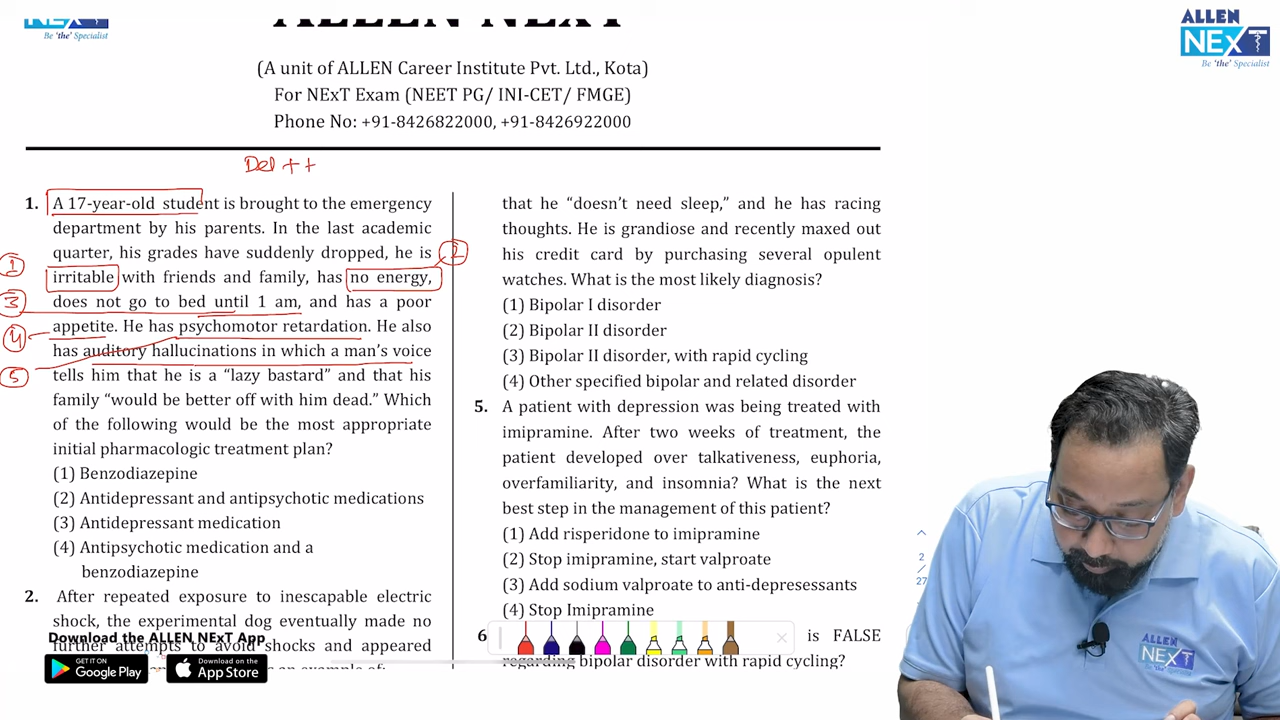 NEXT
Be 'the' Specialist
ALLEN NEXT
ALLEN
NEXT
Be 'the' Specialist
(A unit of ALLEN Career Institute Pvt. Ltd., Kota)
For NExT Exam (NEET PG/ INI-CET/ FMGE)
Phone No: +91-8426822000, +91-8426922000
Del ++
1. A 17-year-old student is brought to the emergency
department by his parents. In the last academic
quarter, his grades have suddenly dropped, he is
1
irritable with friends and family, has no energy,
2
3
does not go to bed until 1 am, and has a poor
4
appetite. He has psychomotor retardation. He also
has auditory hallucinations in which a man's voice
5
tells him that he is a "lazy bastard" and that his
family "would be better off with him dead." Which
of the following would be the most appropriate
initial pharmacologic treatment plan?
(1) Benzodiazepine
(2) Antidepressant and antipsychotic medications
(3) Antidepressant medication
(4) Antipsychotic medication and a
benzodiazepine
2. After repeated exposure to inescapable electric
shock, the experimental dog eventually made no
further attempts to avoid shocks and appeared
Download the ALLEN NExT App
GET IT ON
Google Play
Download on the
App Store
that he "doesn't need sleep," and he has racing
thoughts. He is grandiose and recently maxed out
his credit card by purchasing several opulent
watches. What is the most likely diagnosis?
(1) Bipolar I disorder
(2) Bipolar II disorder
(3) Bipolar II disorder, with rapid cycling
(4) Other specified bipolar and related disorder
5. A patient with depression was being treated with
imipramine. After two weeks of treatment, the
patient developed over talkativeness, euphoria,
overfamiliarity, and insomnia? What is the next
best step in the management of this patient?
(1) Add risperidone to imipramine
(2) Stop imipramine, start valproate
(3) Add sodium valproate to anti-depresessants
(4) Stop Imipramine
6 is FALSE
regarding bipolar disorder with rapid cycling?
2
/
27
ALLEN
NEXT